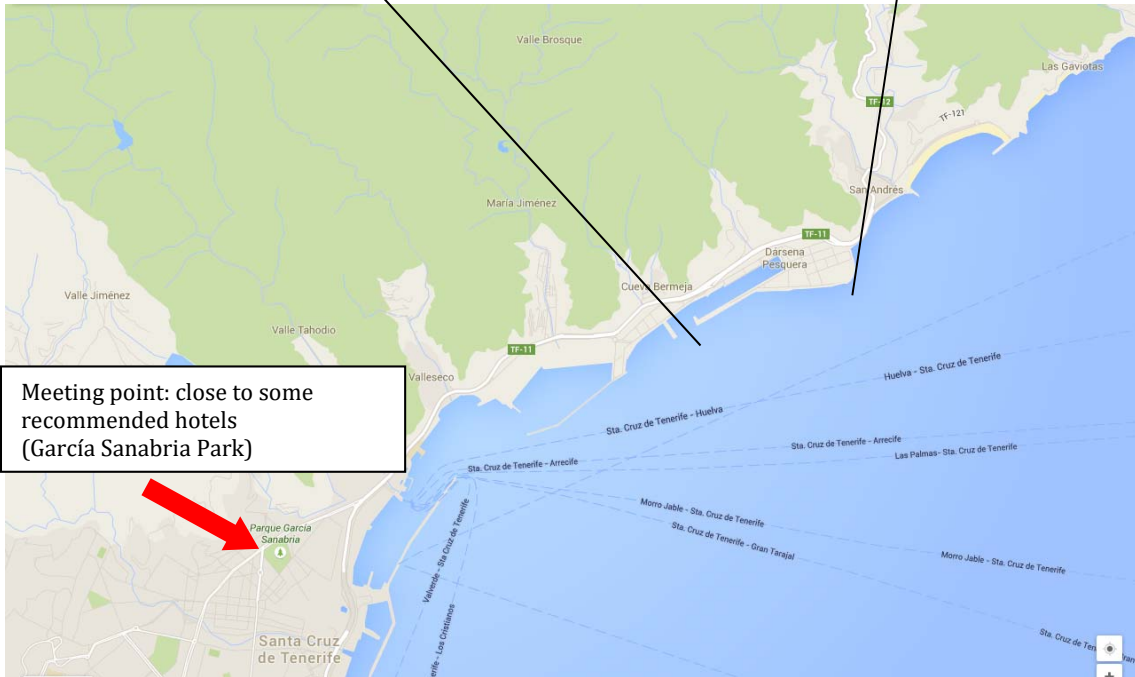 Valle Brosque
Las Gaviotas
TF-12
TF-121
María Jiménez
San Andrés
TF-11
Dársena
Pesquera
Cueva Bermeja
Valle Jiménez
Valle Tahodio
TF-11
Valleseco
Huelva - Sta. Cruz de Tenerife
Meeting point: close to some
recommended hotels
(García Sanabria Park)
Sta. Cruz de Tenerife - Huelva
Sta. Cruz de Tenerife - Arrecife
Las Palmas- Sta. Cruz de Tenerife
Sta. Cruz de Tenerife - Arrecife
Morro Jable - Sta. Cruz de Tenerife
Sta. Cruz de Tenerife - Gran Tarajal
Parque García
Sanabria
Valverde - Sta Cruz de Tenerife
Morro Jable - Sta. Cruz de Tenerife
Santa Cruz
de Tenerife
- Los Cristianos
Sta. Cruz de